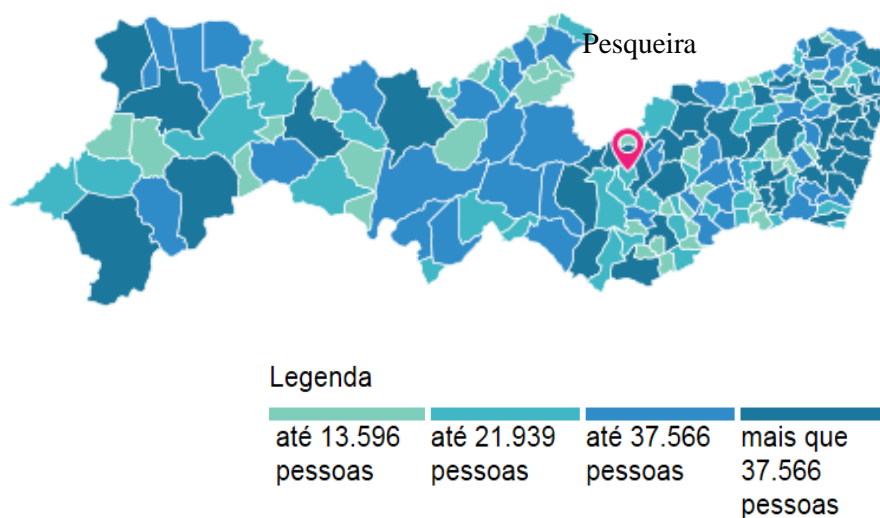 Pesqueira
Legenda
até 13.596
pessoas
até 21.939
pessoas
até 37.566
pessoas
mais que
37.566
pessoas